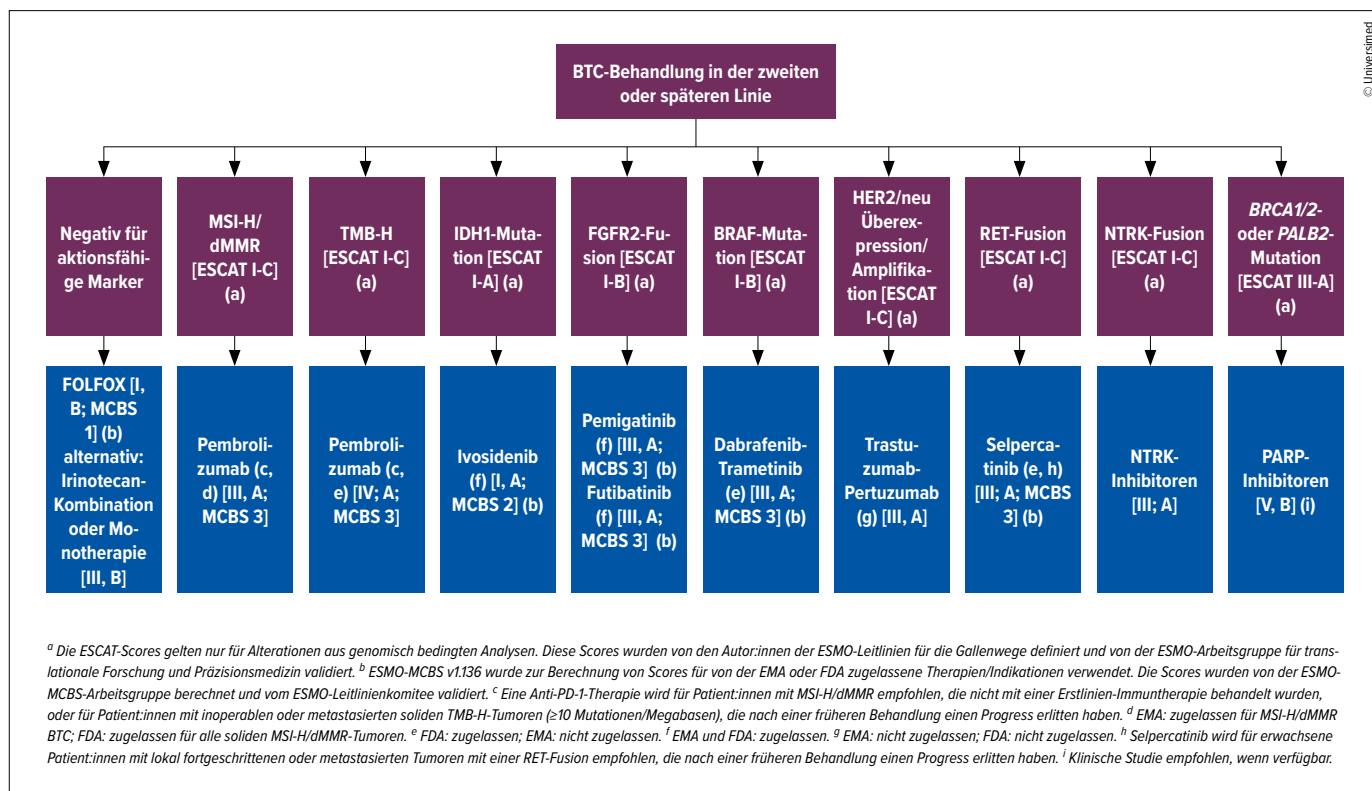 © Universimed
BTC-Behandlung in der zweiten
oder späteren Linie
Negativ für
aktionsfähi-
ge Marker
MSI-H/
dMMR
[ESCAT I-C]
(a)
TMB-H
[ESCAT I-C]
(a)
IDH1-Muta-
tion [ESCAT
I-A] (a)
FGFR2-Fu-
sion [ESCAT
I-B] (a)
BRAF-Mu-
tation [ESCAT
I-B] (a)
HER2/neu
Überex-
pression/
Amplifika-
tion [ESCAT
I-C] (a)
RET-Fusion
[ESCAT I-C]
(a)
NTRK-Fusion
[ESCAT I-C]
(a)
BRCA1/2-
oder PALB2-
Mutation
[ESCAT III-A]
(a)
FOLFOX [I,
B; MCBS
1] (b)
alternativ:
Irinotecan-
Kombination
oder Mo-
notherapie
[III, B]
Pembroli-
zumab (c,
d) [III, A;
MCBS 3]
Pembroli-
zumab (c,
e) [IV; A;
MCBS 3]
Ivosidenib
(f) [I, A;
MCBS 2] (b)
Pemigatinib
(f) [III, A;
MCBS 3] (b)
Futibatinib
(f) [III, A;
MCBS 3] (b)
Dabrafenib-
Trametinib
(e) [III, A;
MCBS 3] (b)
Trastu-
zumab-
Pertuzumab
(g) [III, A]
Selperca-
tinib (e, h)
[III; A; MCBS
3] (b)
NTRK-
Inhibitoren
[III; A]
PARP-
Inhibitoren
[V, B] (i)
a Die ESCAT-Scores gelten nur für Alterationen aus genomisch bedingten Analysen. Diese Scores wurden von den Autor:innen der ESMO-Leitlinien für die Gallenwege definiert und von der ESMO-Arbeitsgruppe für trans-
lationale Forschung und Präzisionsmedizin validiert. b ESMO-MCBS v1.136 wurde zur Berechnung von Scores für von der EMA oder FDA zugelassene Therapien/Indikationen verwendet. Die Scores wurden von der ESMO-
MCBS-Arbeitsgruppe berechnet und vom ESMO-Leitlinienkomitee validiert. c Eine Anti-PD-1-Therapie wird für Patient:innen mit MSI-H/dMMR empfohlen, die nicht mit einer Erstlinien-Immuntherapie behandelt wurden,
oder für Patient:innen mit inoperablen oder metastasierten soliden TMB-H-Tumoren (≥10 Mutationen/Megabasen), die nach einer früheren Behandlung einen Progress erlitten haben. d EMA: zugelassen für MSI-H/dMMR
BTC; FDA: zugelassen für alle soliden MSI-H/dMMR-Tumoren. e FDA: zugelassen; EMA: nicht zugelassen. f EMA und FDA: zugelassen. g EMA: nicht zugelassen; FDA: nicht zugelassen. h Selpercatinib wird für erwachsene
Patient:innen mit lokal fortgeschrittenen oder metastasierten Tumoren mit einer RET-Fusion empfohlen, die nach einer früheren Behandlung einen Progress erlitten haben. i Klinische Studie empfohlen, wenn verfügbar.